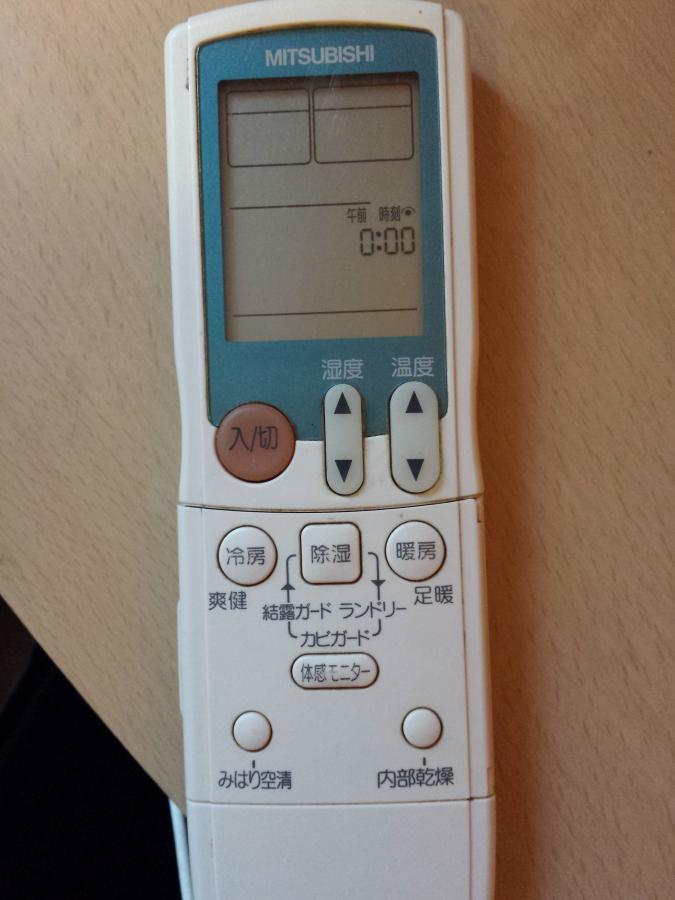 MITSUBISHI
午前 時刻
0:00
湿度 温度
入/切
冷房 除湿 暖房
爽健 足暖
結露ガード ランドリー
カビガード
体感モニター
みはり空清 内部乾燥